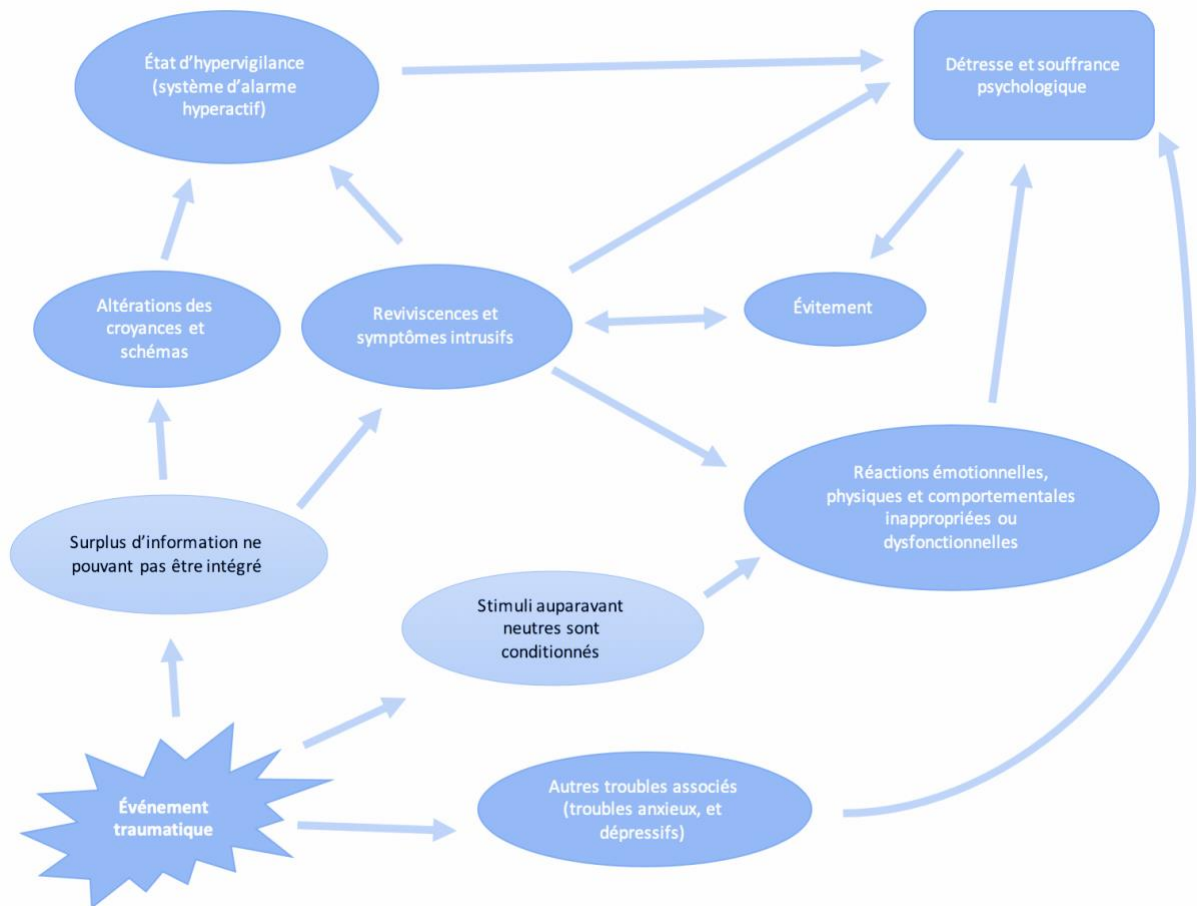 État d’hypervigilance
(système d’alarme
hyperactif)
Détresse et souffrance
psychologique
Altérations des
croyances et
schémas
Reviviscences et
symptômes intrusifs
Évitement
Réactions émotionnelles,
physiques et comportementales
inappropriées ou
dysfonctionnelles
Surplus d’information ne
pouvant pas être intégré
Stimuli auparavant
neutres sont
conditionnés
Événement
traumatique
Autres troubles associés
(troubles anxieux, et
dépressifs)